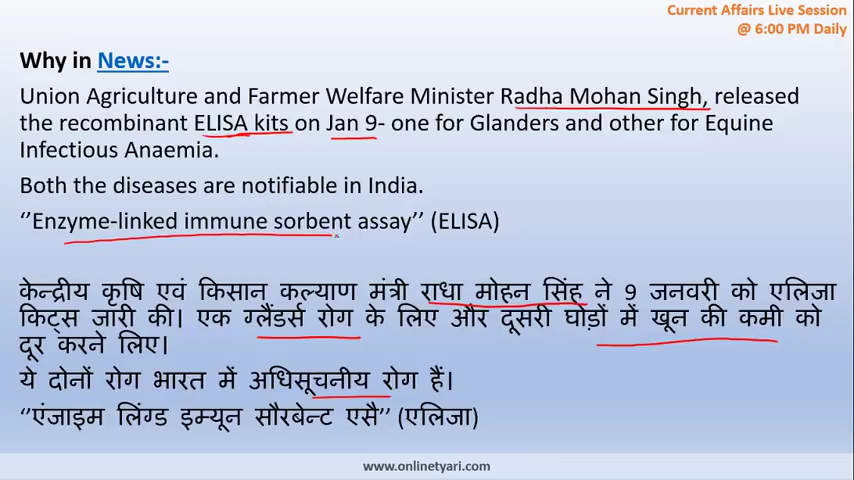 Current Affairs Live Session
@ 6:00 PM Daily
Why in News:-
Union Agriculture and Farmer Welfare Minister Radha Mohan Singh, released
the recombinant ELISA kits on Jan 9- one for Glanders and other for Equine
Infectious Anaemia.
Both the diseases are notifiable in India.
‘’Enzyme-linked immune sorbent assay’’ (ELISA)
केन्द्रीय कृषि एवं किसान कल्याण मंत्री राधा मोहन सिंह ने 9 जनवरी को एलिजा
किट्स जारी की। एक ग्लैंडर्स रोग के लिए और दूसरी घोड़ों में खून की कमी को
दूर करने लिए।
ये दोनों रोग भारत में अधिसूचनीय रोग हैं।
‘’एंजाइम लिंग्ड इम्यून सौरबेन्ट एसै’’ (एलिजा)
www.onlinetyari.com